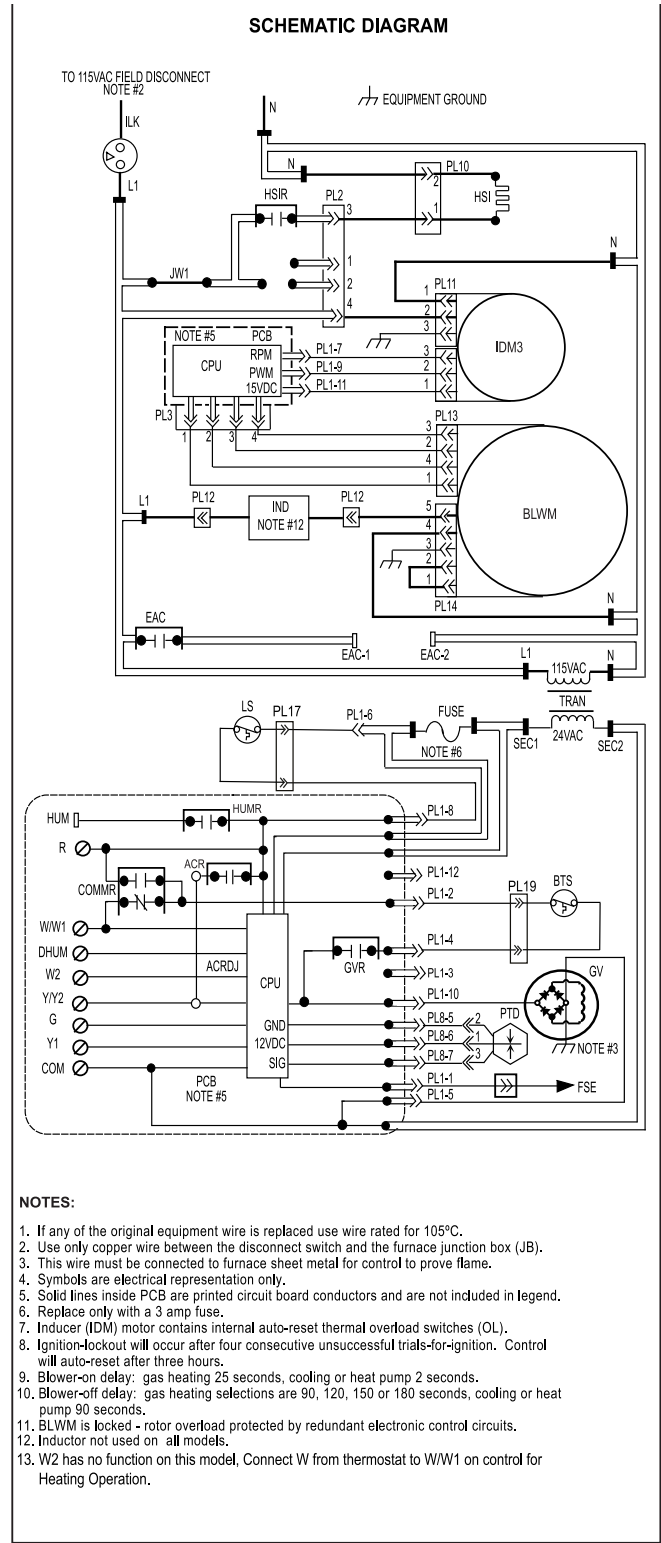 SCHEMATIC DIAGRAM
TO 115VAC FIELD DISCONNECT
NOTE #2
N
EQUIPMENT GROUND
ILK
N
PL10
2
L1
HSIR
PL2
HSI
3
1
N
JW1
1
2
PL11
4
1
2
3
NOTE #5
PCB
RPM
PL1-7
3
IDM3
CPU
PWM
PL1-9
2
15VDC
PL1-11
1
PL3
1
2
3
4
PL13
3
2
4
1
L1
PL12
IND
NOTE #12
PL12
5
BLWM
4
3
2
1
N
PL14
EAC
EAC-1
EAC-2
L1
115VAC
N
TRAN
LS
PL17
PL1-6
FUSE
NOTE #6
SEC1
24VAC
SEC2
HUM
HUMR
PL1-8
R
ACR
PL1-12
COMMR
PL1-2
PL19
BTS
W/W1
PL1-4
DHUM
ACRDJ
GVR
W2
CPU
PL1-3
GV
Y/Y2
PL1-10
PTD
G
GND
PL8-5
2
Y1
12VDC
PL8-6
1
NOTE #3
COM
SIG
PL8-7
3
PCB
NOTE #5
PL1-1
FSE
PL1-5
NOTES:
1. If any of the original equipment wire is replaced use wire rated for 105°C.
2. Use only copper wire between the disconnect switch and the furnace junction box (JB).
3. This wire must be connected to furnace sheet metal for control to prove flame.
4. Symbols are electrical representation only.
5. Solid lines inside PCB are printed circuit board conductors and are not included in legend.
6. Replace only with a 3 amp fuse.
7. Inducer (IDM) motor contains internal auto-reset thermal overload switches (OL).
8. Ignition-lockout will occur after four consecutive unsuccessful trials-for-ignition. Control
will auto-reset after three hours.
9. Blower-on delay: gas heating 25 seconds, cooling or heat pump 2 seconds.
10. Blower-off delay: gas heating selections are 90, 120, 150 or 180 seconds, cooling or heat
pump 90 seconds.
11. BLWM is locked - rotor overload protected by redundant electronic control circuits.
12. Inductor not used on all models.
13. W2 has no function on this model, Connect W from thermostat to W/W1 on control for
Heating Operation.